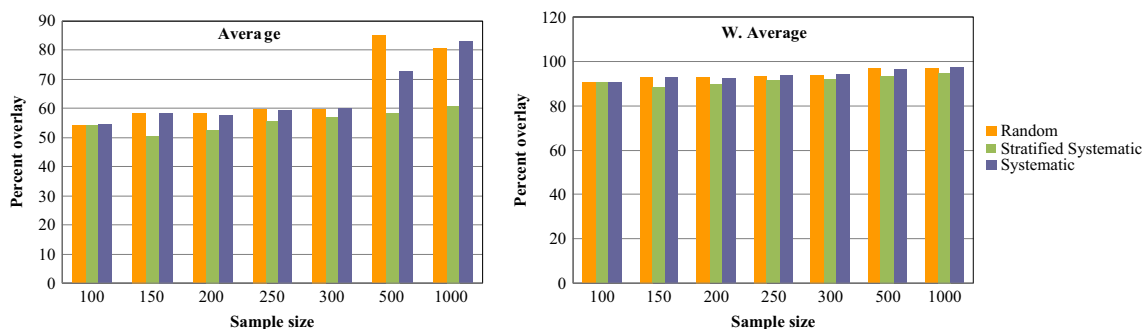 Average
Percent overlay
90
80
70
60
50
40
30
20
10
0
100 150 200 250 300 500 1000
Sample size
W. Average
Percent overlay
120
100
80
60
40
20
0
100 150 200 250 300 500 1000
Sample size
Random
Stratified Systematic
Systematic